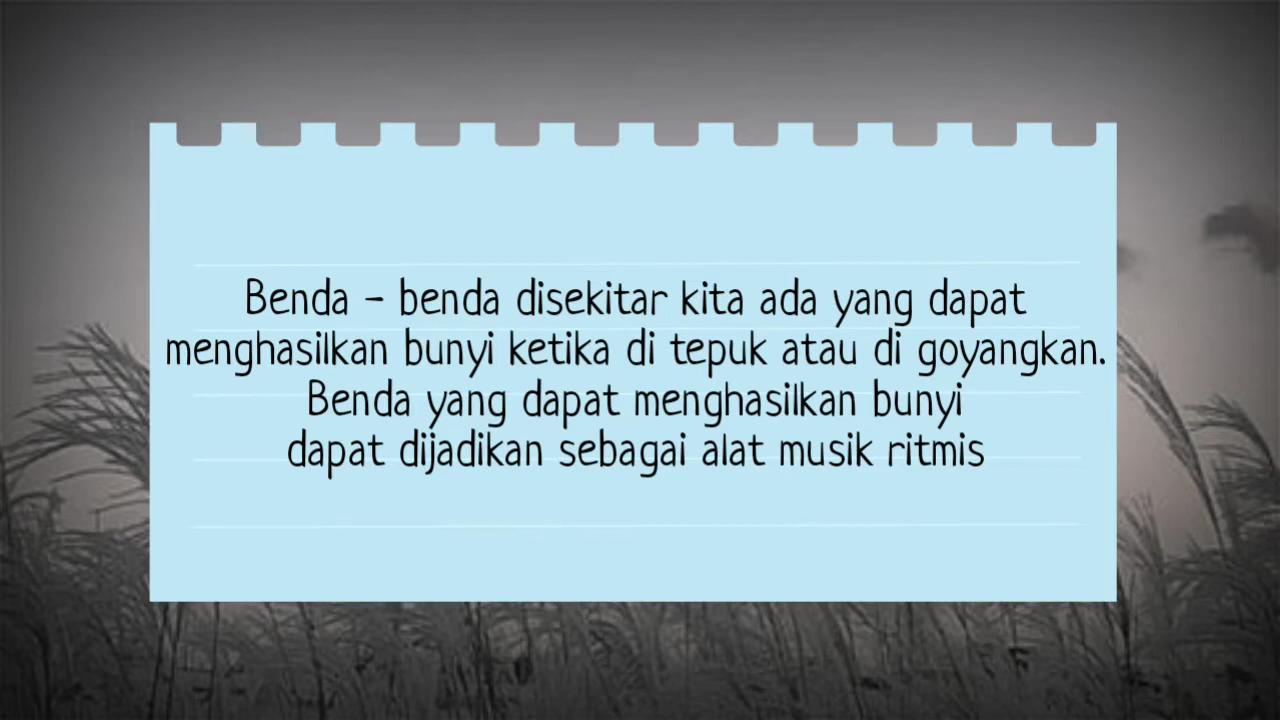 Benda - benda disekitar kita ada yang dapat
menghasilkan bunyi ketika di tepuk atau di goyangkan.
Benda yang dapat menghasilkan bunyi
dapat dijadikan sebagai alat musik ritmis